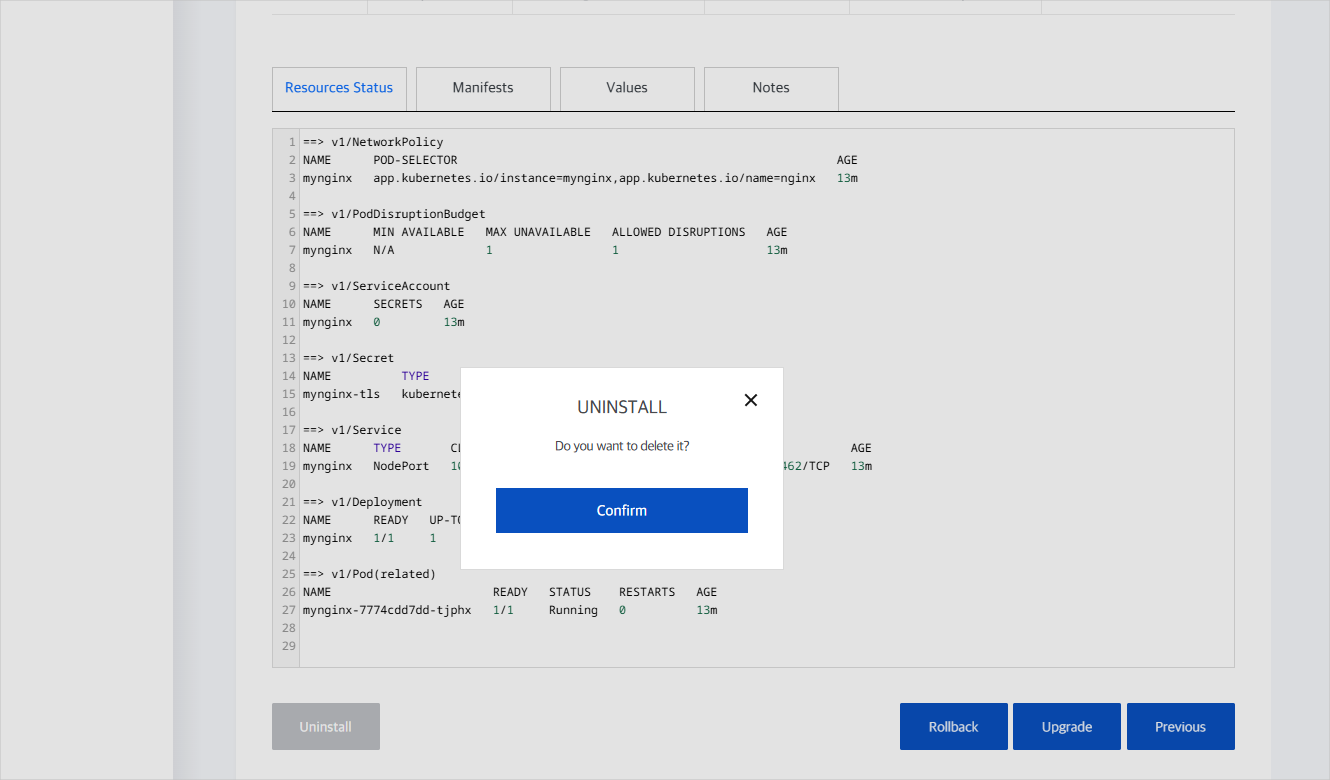 Resources Status Manifests Values Notes
1 ==> v1/NetworkPolicy
2 NAME POD-SELECTOR AGE
3 mynginx app.kubernetes.io/instance=mynginx,app.kubernetes.io/name=nginx 13m
4
5 ==> v1/PodDisruptionBudget
6 NAME MIN AVAILABLE MAX UNAVAILABLE ALLOWED DISRUPTIONS AGE
7 mynginx N/A 1 1 13m
8
9 ==> v1/ServiceAccount
10 NAME SECRETS AGE
11 mynginx 0 13m
12
13 ==> v1/Secret
14 NAME TYPE
15 mynginx-tls kubernete
16
17 ==> v1/Service
18 NAME TYPE AGE
19 mynginx NodePort 462/TCP 13m
20
21 ==> v1/Deployment
22 NAME READY UP-TO
23 mynginx 1/1 1
24
25 ==> v1/Pod(related)
26 NAME READY STATUS RESTARTS AGE
27 mynginx-7774cdd7dd-tjphx 1/1 Running 0 13m
28
29
UNINSTALL
Do you want to delete it?
Confirm
Uninstall Rollback Upgrade Previous